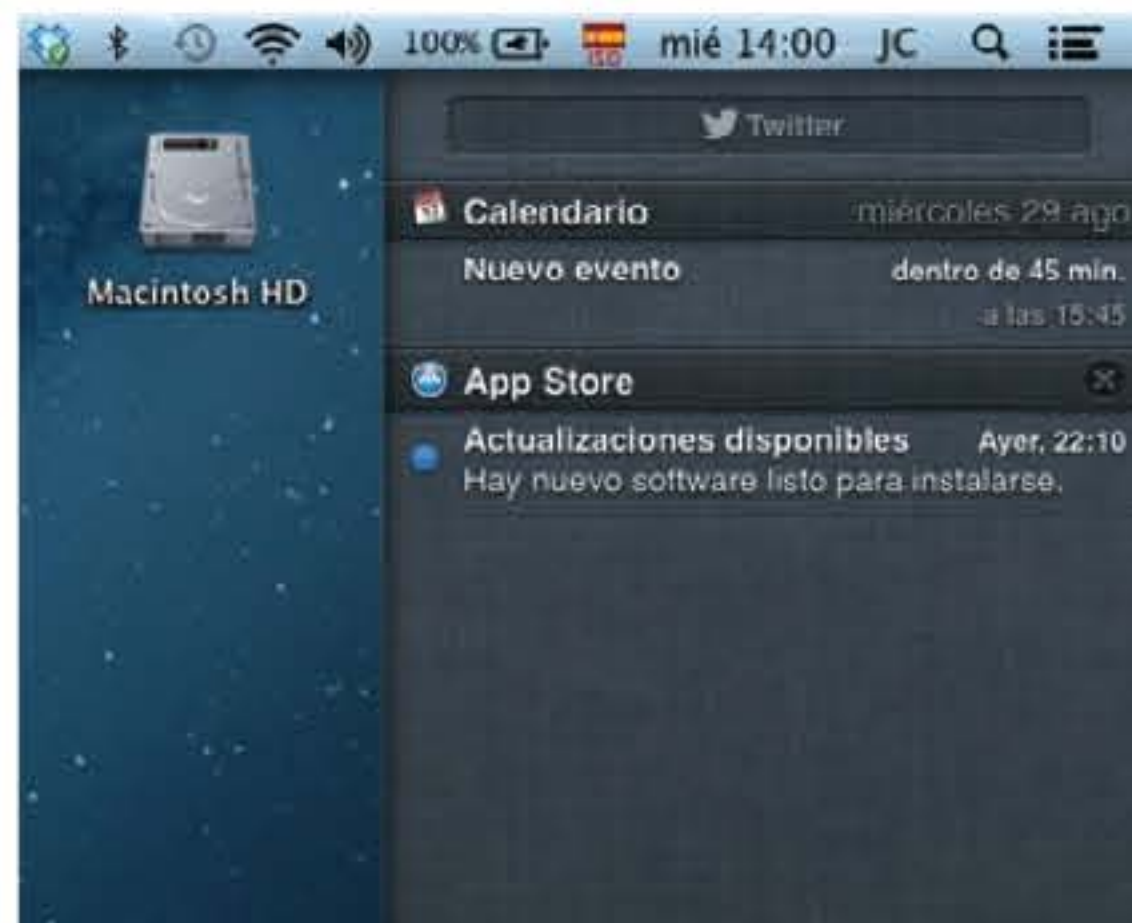 100% ISO mié 14:00 JC
Twitter
Macintosh HD
Calendario miércoles 29 ago
Nuevo evento dentro de 45 min.
a las 15:45
App Store
Actualizaciones disponibles Ayer, 22:10
Hay nuevo software listo para instalarse.